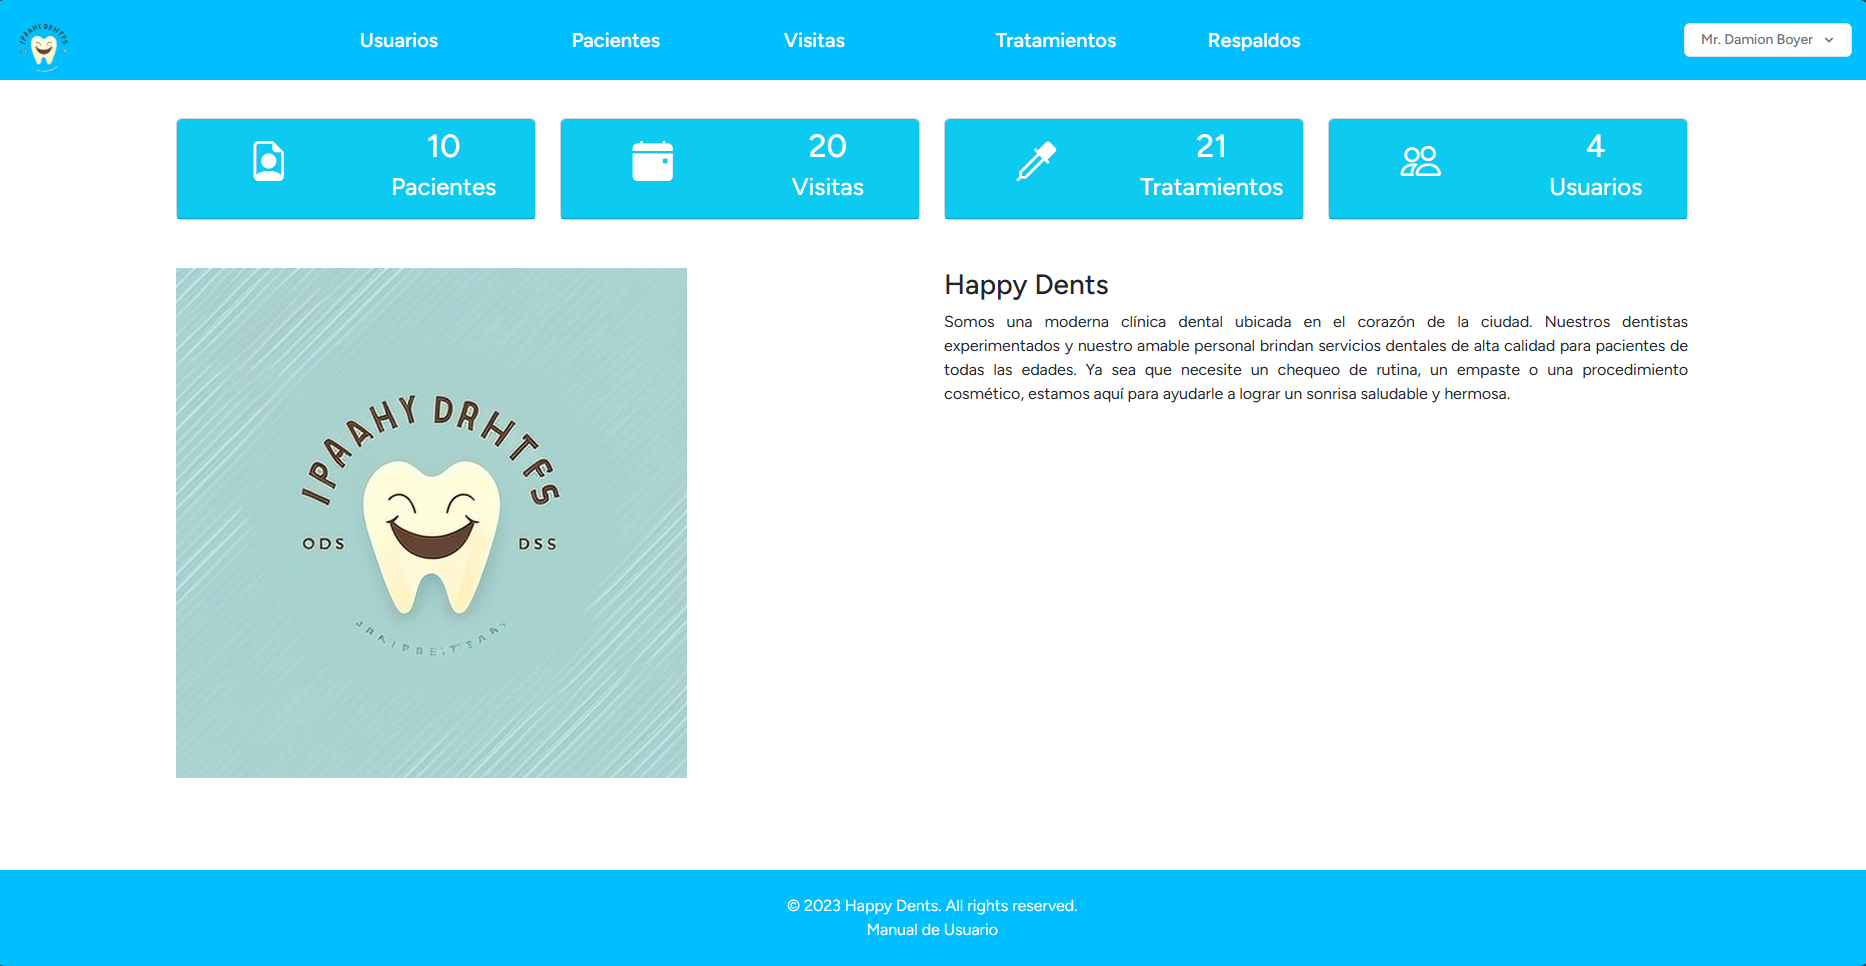 Usuarios
Pacientes
Visitas
Tratamientos
Respaldos
Mr. Damion Boyer
10
Pacientes
20
Visitas
21
Tratamientos
4
Usuarios
IPAAHY DRHTFS
ODS
DSS
Happy Dents
Somos una moderna clínica dental ubicada en el corazón de la ciudad. Nuestros dentistas
experimentados y nuestro amable personal brindan servicios dentales de alta calidad para pacientes de
todas las edades. Ya sea que necesite un chequeo de rutina, un empaste o una procedimiento
cosmético, estamos aquí para ayudarle a lograr un sonrisa saludable y hermosa.
© 2023 Happy Dents. All rights reserved.
Manual de Usuario